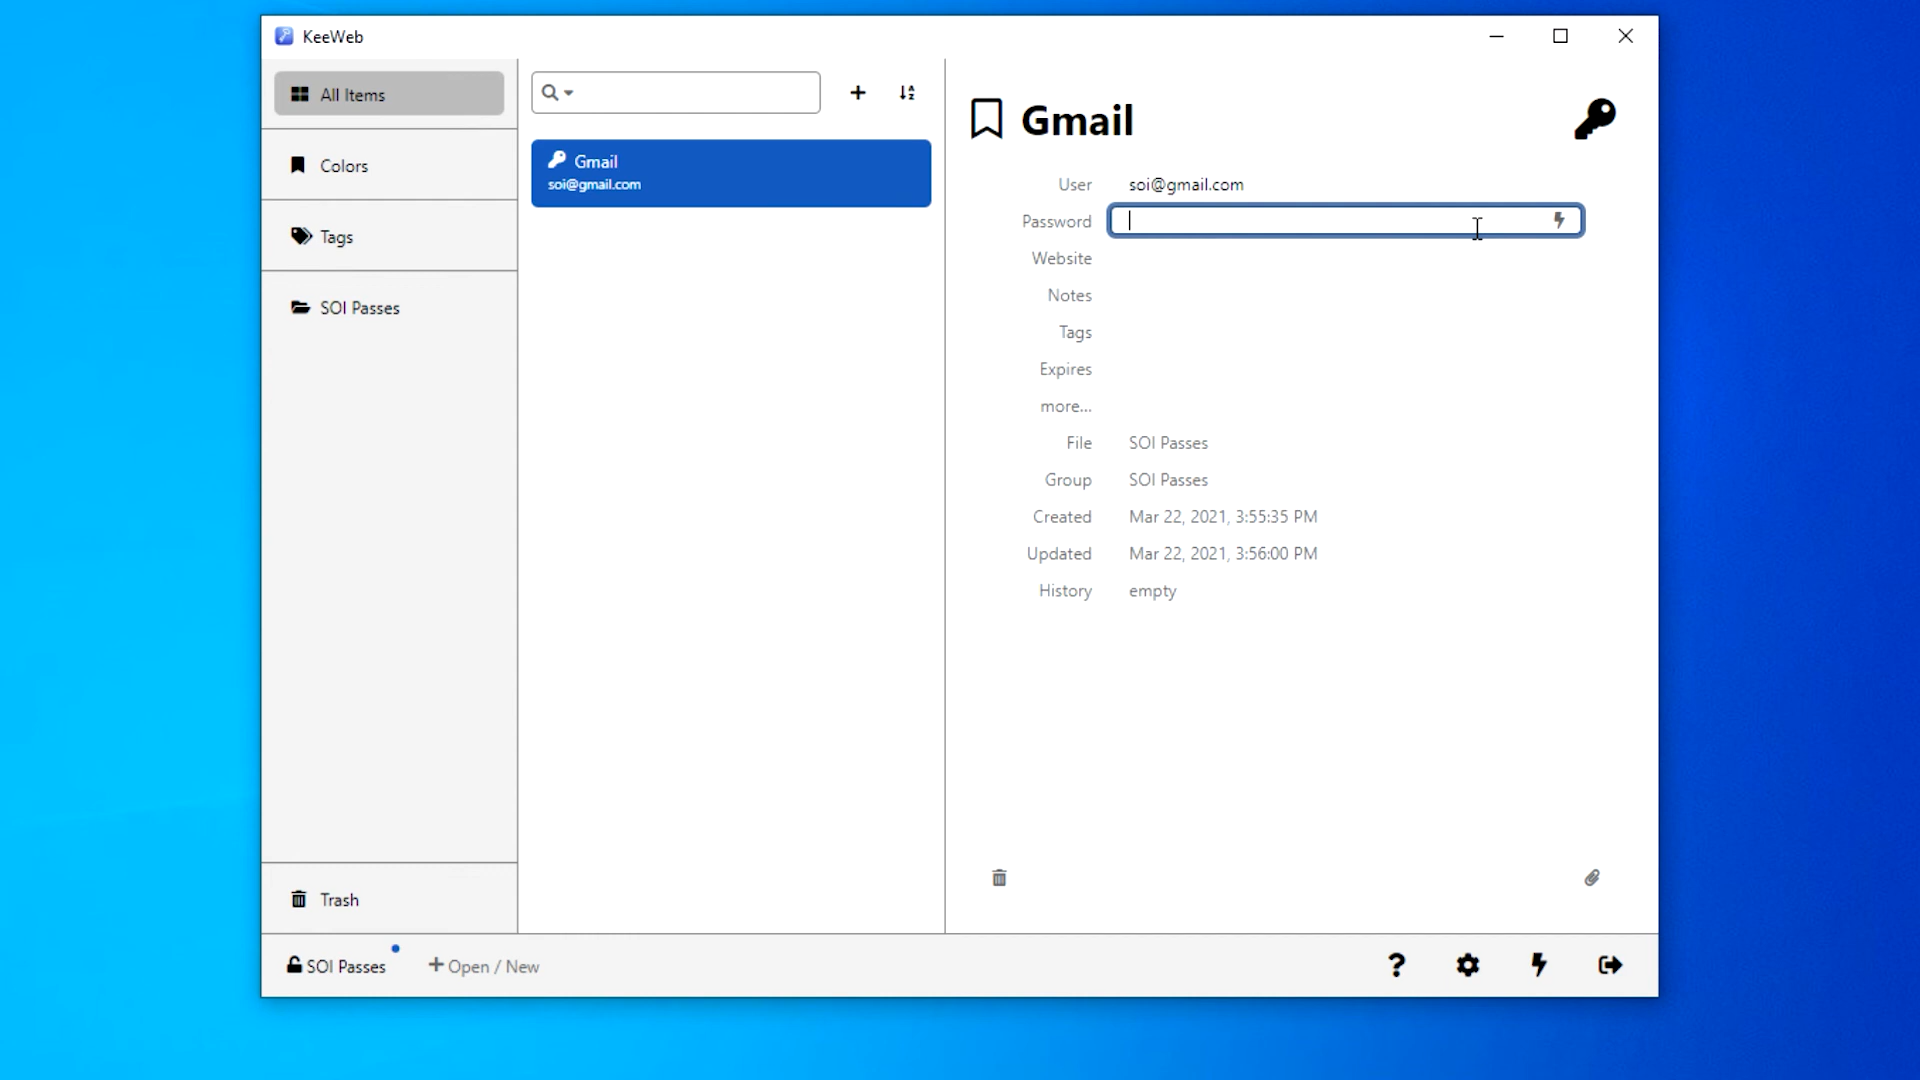 KeeWeb
All Items
Colors
Tags
SOI Passes
Trash
Gmail
soi@gmail.com
Gmail
User soi@gmail.com
Password
Website
Notes
Tags
Expires
more...
File SOI Passes
Group SOI Passes
Created Mar 22, 2021, 3:55:35 PM
Updated Mar 22, 2021, 3:56:00 PM
History empty
SOI Passes + Open / New